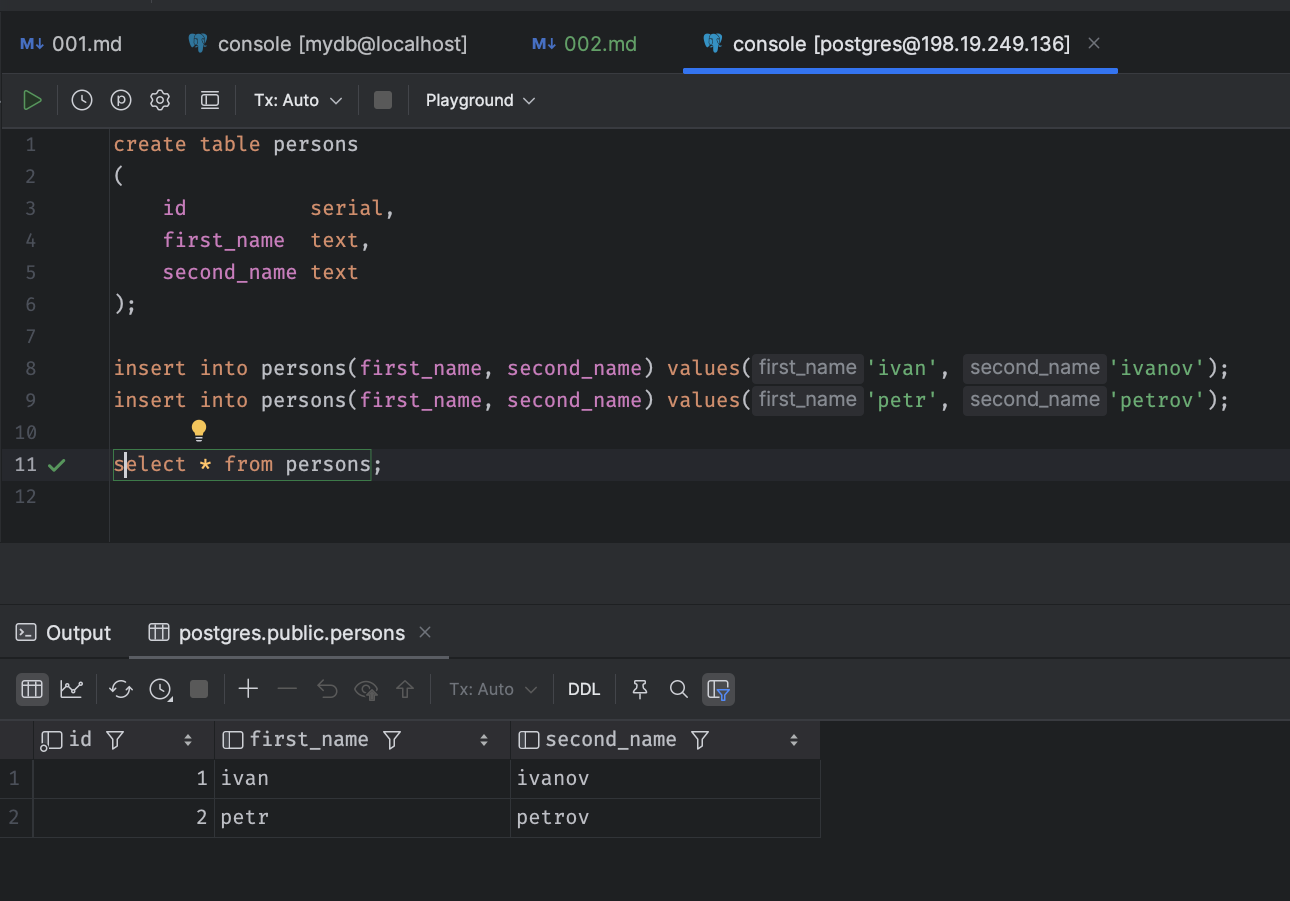 M↓ 001.md console [mydb@localhost] M↓ 002.md console [postgres@198.19.249.136]
Tx: Auto Playground
1 create table persons
2 (
3 id serial,
4 first_name text,
5 second_name text
6 );
7
8 insert into persons(first_name, second_name) values( first_name 'ivan', second_name 'ivanov');
9 insert into persons(first_name, second_name) values( first_name 'petr', second_name 'petrov');
10
11 select * from persons;
12
Output postgres.public.persons
Tx: Auto DDL
id first_name second_name
1 1 ivan ivanov
2 2 petr petrov